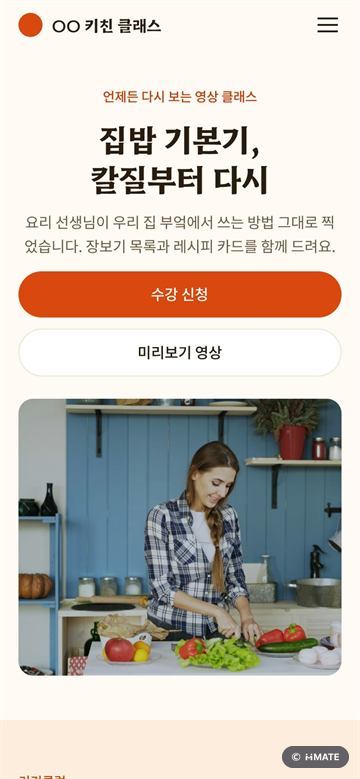 OO 키친 클래스
언제든 다시 보는 영상 클래스
집밥 기본기,
칼질부터 다시
요리 선생님이 우리 집 부엌에서 쓰는 방법 그대로 찍
었습니다. 장보기 목록과 레시피 카드를 함께 드려요.
수강 신청
미리보기 영상
© HMATE